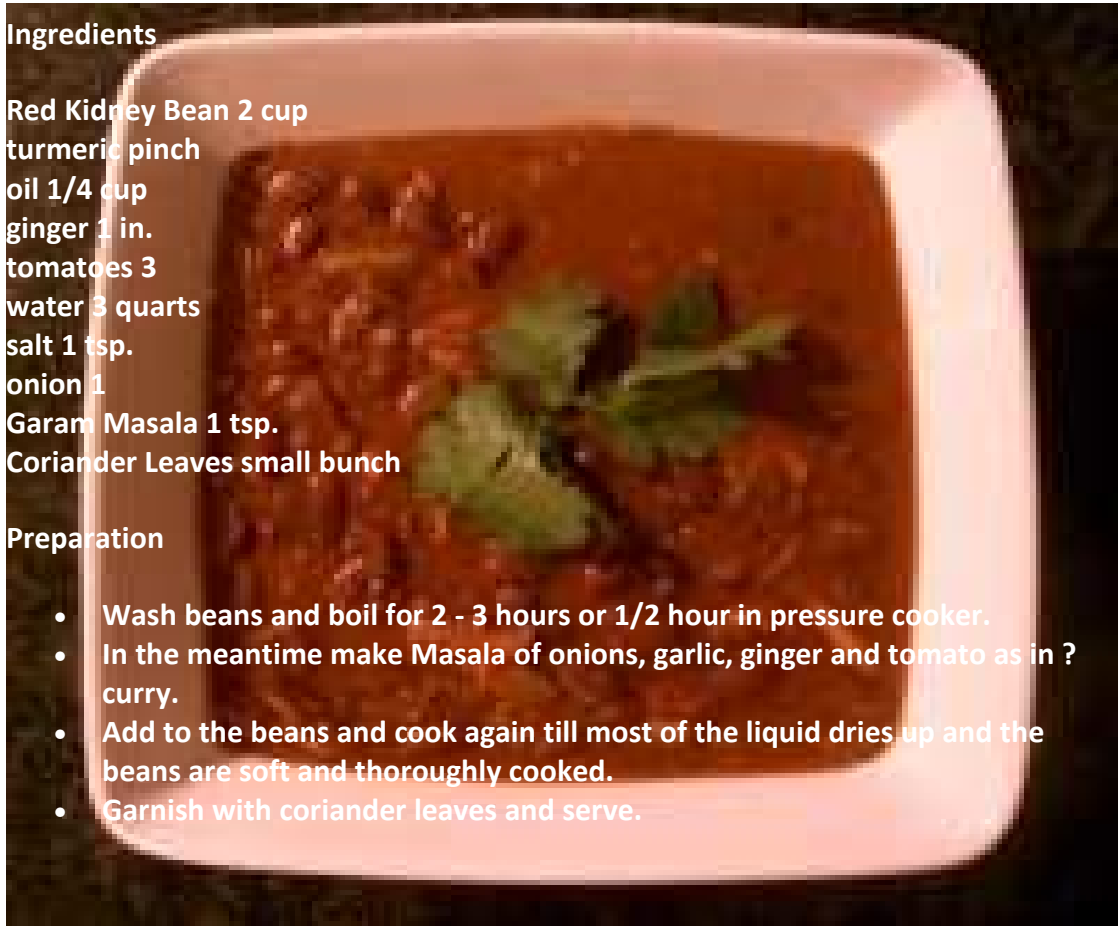 Ingredients
Red Kidney Bean 2 cup
turmeric pinch
oil 1/4 cup
ginger 1 in.
tomatoes 3
water 3 quarts
salt 1 tsp.
onion 1
Garam Masala 1 tsp.
Coriander Leaves small bunch
Preparation
• Wash beans and boil for 2 - 3 hours or 1/2 hour in pressure cooker.
• In the meantime make Masala of onions, garlic, ginger and tomato as in ?
curry.
• Add to the beans and cook again till most of the liquid dries up and the
beans are soft and thoroughly cooked.
• Garnish with coriander leaves and serve.